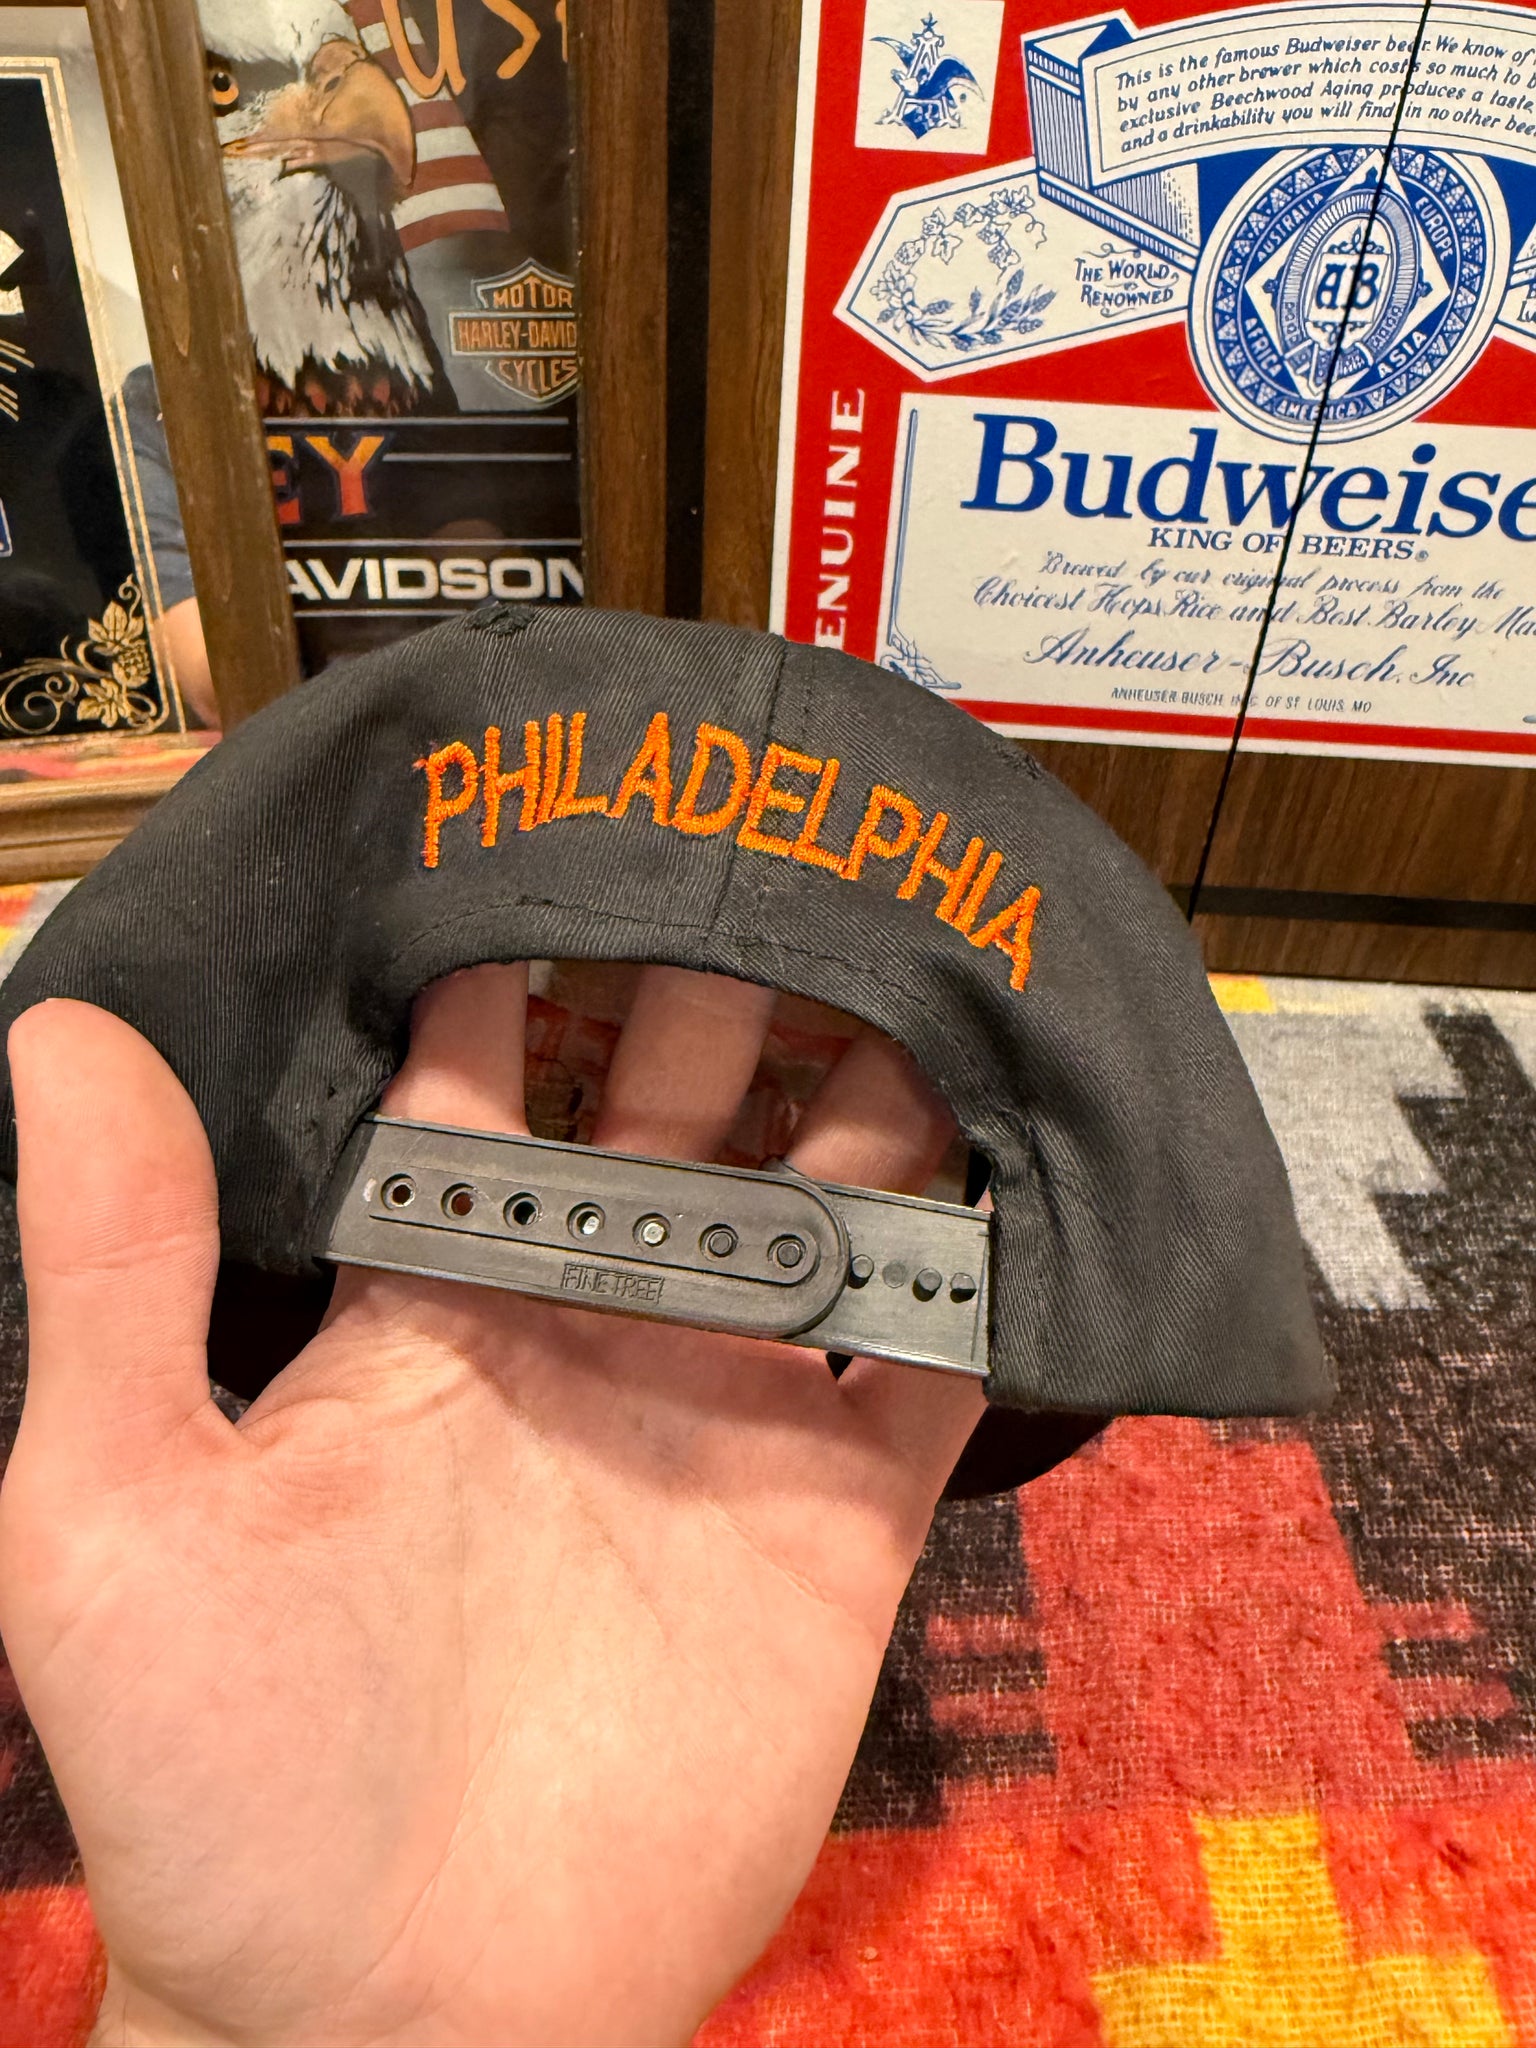 USA
MOTOR
HARLEY-DAVID
CYCLES
EY
AVIDSON
This is the famous Budweiser beer. We know of
by any other brewer which costs so much to b
exclusive Beechwood Aging produces a taste,
and a drinkability you will find in no other bee
THE WORLD
RENOWNED
AUSTRALIA
EUROPE
AB
AFRICA
ASIA
AMERICA
GENUINE
Budweise
KING OF BEERS®
Brewed by our original process from the
Choicest Hops, Rice and Best Barley Ma
Anheuser-Busch, Inc
ANHEUSER BUSCH, INC OF ST LOUIS MO
PHILADELPHIA
PINE TREE